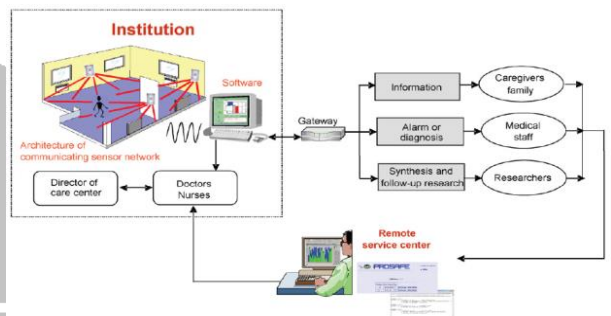 Institution
Software
Architecture of
communicating sensor network
Director of
care center
Doctors
Nurses
Gateway
Information
Caregivers
family
Alarm or
diagnosis
Medical
staff
Synthesis and
follow-up research
Researchers
Remote
service center
PROSAFE